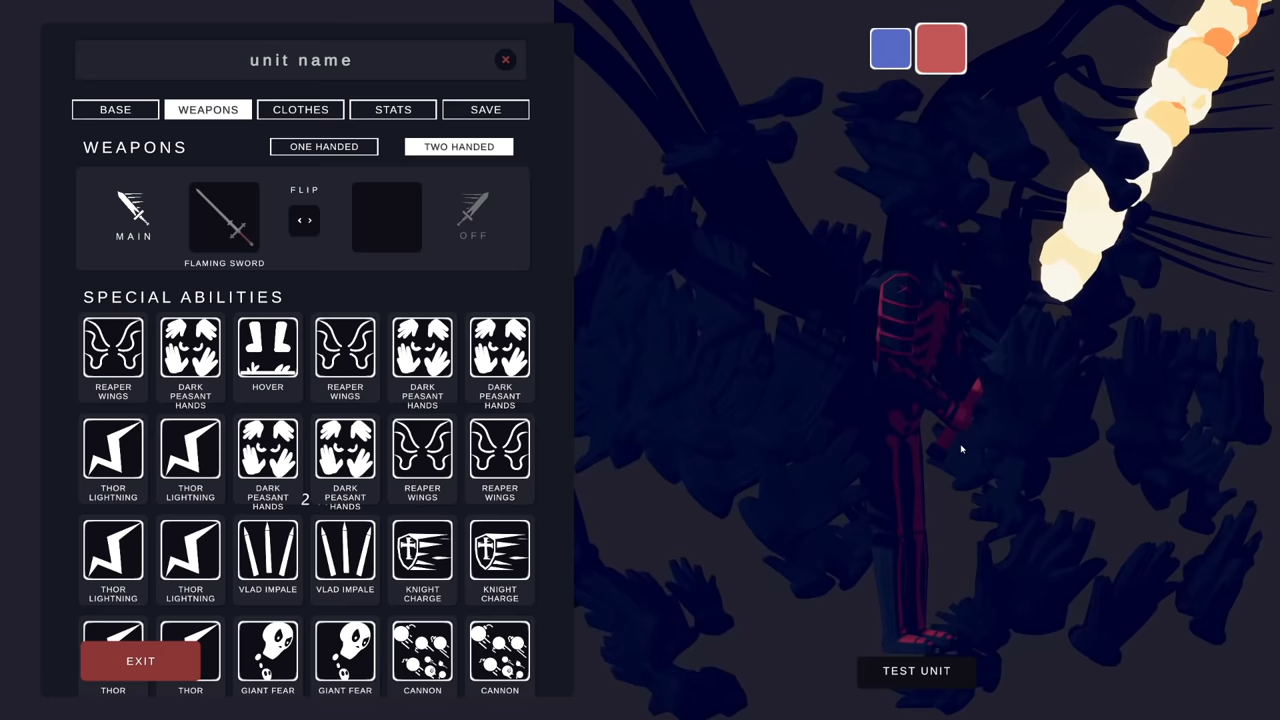 unit name
BASE
WEAPONS
CLOTHES
STATS
SAVE
WEAPONS
ONE HANDED
TWO HANDED
MAIN
FLAMING SWORD
FLIP
OFF
SPECIAL ABILITIES
REAPER
WINGS
DARK
PEASANT
HANDS
HOVER
REAPER
WINGS
DARK
PEASANT
HANDS
DARK
PEASANT
HANDS
THOR
LIGHTNING
THOR
LIGHTNING
DARK
PEASANT
HANDS
2
DARK
PEASANT
HANDS
REAPER
WINGS
REAPER
WINGS
THOR
LIGHTNING
THOR
LIGHTNING
VLAD IMPALE
VLAD IMPALE
KNIGHT
CHARGE
KNIGHT
CHARGE
THOR
THOR
GIANT FEAR
GIANT FEAR
CANNON
CANNON
EXIT
TEST UNIT